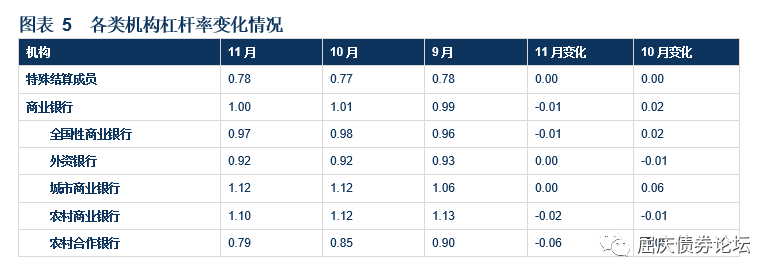 图表 5 各类机构杠杆率变化情况
机构 11月 10月 9月 11月变化 10月变化
特殊结算成员 0.78 0.77 0.78 0.00 0.00
商业银行 1.00 1.01 0.99 -0.01 0.02
全国性商业银行 0.97 0.98 0.96 -0.01 0.02
外资银行 0.92 0.92 0.93 0.00 -0.01
城市商业银行 1.12 1.12 1.06 0.00 0.06
农村商业银行 1.10 1.12 1.13 -0.02 -0.01
农村合作银行 0.79 0.85 0.90 -0.06
屈庆债券论坛